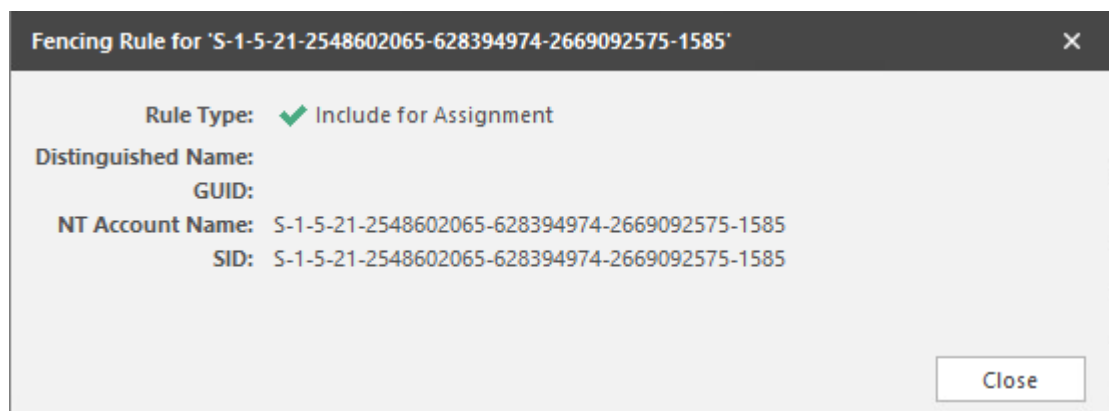 Fencing Rule for 'S-1-5-21-2548602065-628394974-2669092575-1585'
Rule Type: Include for Assignment
Distinguished Name:
GUID:
NT Account Name: S-1-5-21-2548602065-628394974-2669092575-1585
SID: S-1-5-21-2548602065-628394974-2669092575-1585
Close